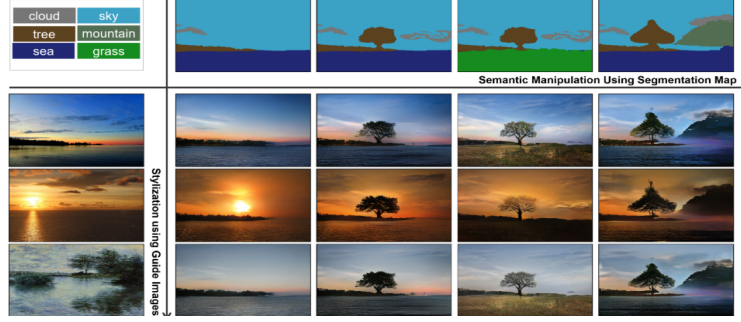 cloud sky
tree mountain
sea grass
Semantic Manipulation Using Segmentation Map
Stylization using Guide Images